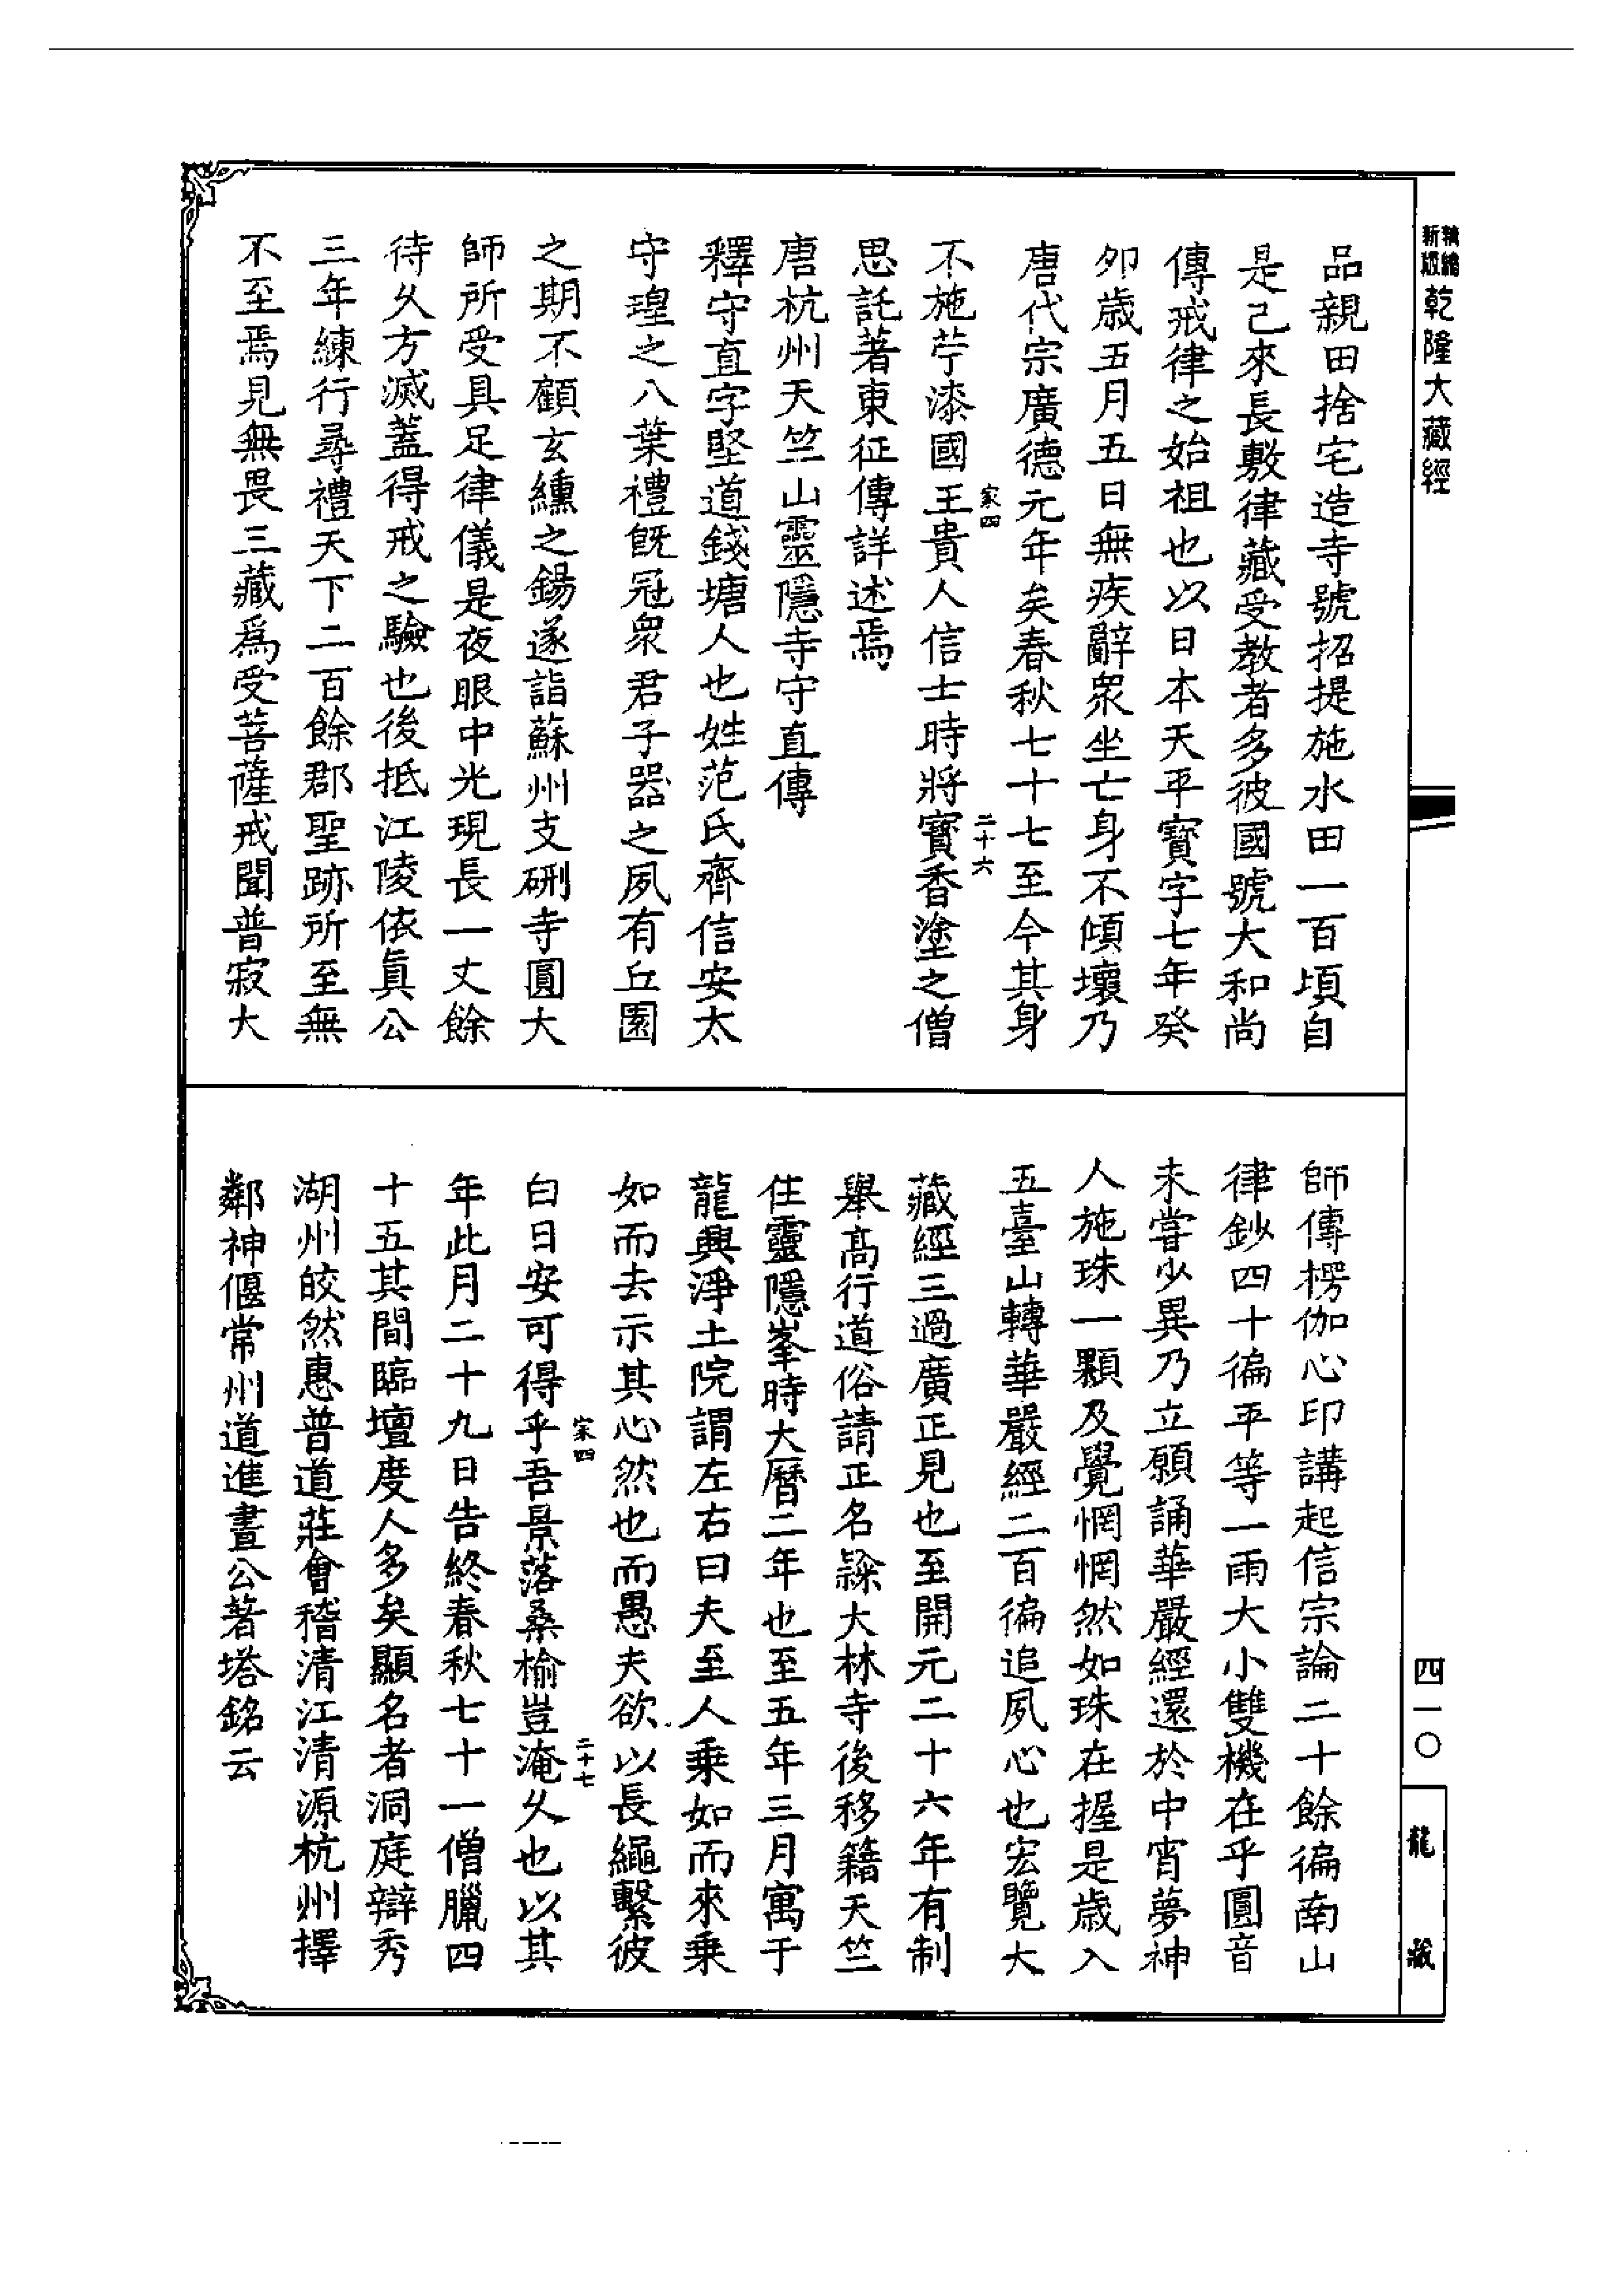 新版精縮乾隆大藏經
品親田捨宅造寺號招提施水田一百頃自
是己來長敷律藏受教者多彼國號大和尚
傳戒律之始祖也以日本天平寶字七年癸
夘歲五月五日無疾辭眾坐亡身不傾壞乃
唐代宗廣德元年矣春秋七十七至今其身
家四
二十六
不施苧漆國王貴人信士時將寶香塗之僧
思託著東征傳詳述焉
唐杭州天竺山靈隱寺守直傳
釋守直字堅道錢塘人也姓范氏齊信安太
守瑝之八葉禮旣冠眾君子器之夙有丘園
之期不顧玄纁之錫遂詣蘇州支硎寺圓大
師所受具足律儀是夜眼中光現長一丈餘
待久方滅蓋得戒之驗也後抵江陵依真公
三年練行尋禮天下二百餘郡聖跡所至無
不至焉見無畏三藏爲受菩薩戒聞普寂大
師傳楞伽心印講起信宗論二十餘徧南山
律鈔四十徧平等一雨大小雙機在乎圓音
未嘗少異乃立願誦華嚴經還於中宵夢神
人施珠一顆及覺惘惘然如珠在握是歲入
五臺山轉華嚴經二百徧追夙心也宏覽大
藏經三過廣正見也至開元二十六年有制
舉高行道俗請正名隸大林寺後移籍天竺
住靈隱峯時大曆二年也至五年三月寓于
龍興淨土院謂左右曰夫至人乘如而來乘
如而去示其心然也而愚夫欲以長繩繫彼
家四
二十七
白日安可得乎吾景落桑榆豈淹久也以其
年此月二十九日告終春秋七十一僧臘四
十五其間臨壇度人多矣顯名者洞庭辯秀
湖州皎然惠普道莊會稽清江清源杭州擇
鄰神偃常州道進晝公著塔銘云
四一〇
龍藏